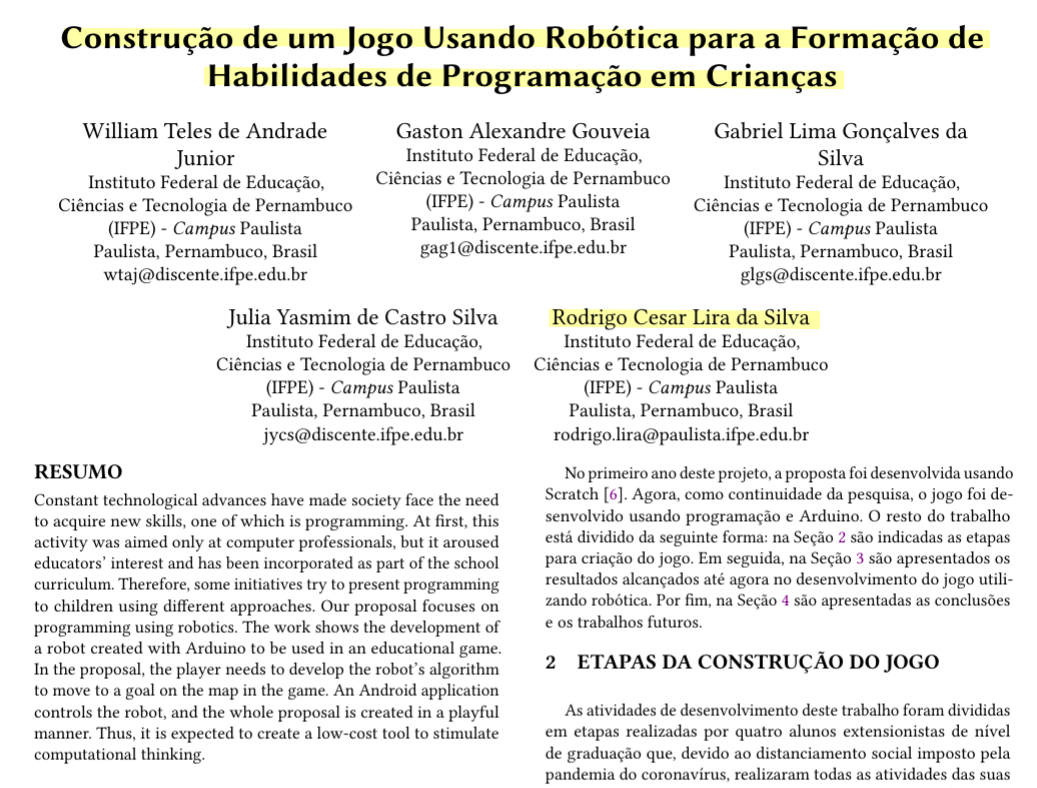 Construção de um Jogo Usando Robótica para a Formação de
Habilidades de Programação em Crianças
William Teles de Andrade
Junior
Instituto Federal de Educação,
Ciências e Tecnologia de Pernambuco
(IFPE) - Campus Paulista
Paulista, Pernambuco, Brasil
wtaj@discente.ifpe.edu.br
Gaston Alexandre Gouveia
Instituto Federal de Educação,
Ciências e Tecnologia de Pernambuco
(IFPE) - Campus Paulista
Paulista, Pernambuco, Brasil
gag1@discente.ifpe.edu.br
Gabriel Lima Gonçalves da
Silva
Instituto Federal de Educação,
Ciências e Tecnologia de Pernambuco
(IFPE) - Campus Paulista
Paulista, Pernambuco, Brasil
glgs@discente.ifpe.edu.br
Julia Yasmim de Castro Silva
Instituto Federal de Educação,
Ciências e Tecnologia de Pernambuco
(IFPE) - Campus Paulista
Paulista, Pernambuco, Brasil
jycs@discente.ifpe.edu.br
Rodrigo Cesar Lira da Silva
Instituto Federal de Educação,
Ciências e Tecnologia de Pernambuco
(IFPE) - Campus Paulista
Paulista, Pernambuco, Brasil
rodrigo.lira@paulista.ifpe.edu.br
RESUMO
Constant technological advances have made society face the need
to acquire new skills, one of which is programming. At first, this
activity was aimed only at computer professionals, but it aroused
educators' interest and has been incorporated as part of the school
curriculum. Therefore, some initiatives try to present programming
to children using different approaches. Our proposal focuses on
programming using robotics. The work shows the development of
a robot created with Arduino to be used in an educational game.
In the proposal, the player needs to develop the robot's algorithm
to move to a goal on the map in the game. An Android application
controls the robot, and the whole proposal is created in a playful
manner. Thus, it is expected to create a low-cost tool to stimulate
computational thinking.
No primeiro ano deste projeto, a proposta foi desenvolvida usando
Scratch [6]. Agora, como continuidade da pesquisa, o jogo foi de-
senvolvido usando programação e Arduino. O resto do trabalho
está dividido da seguinte forma: na Seção 2 são indicadas as etapas
para criação do jogo. Em seguida, na Seção 3 são apresentados os
resultados alcançados até agora no desenvolvimento do jogo utili-
zando robótica. Por fim, na Seção 4 são apresentadas as conclusões
e os trabalhos futuros.
2 ETAPAS DA CONSTRUÇÃO DO JOGO
As atividades de desenvolvimento deste trabalho foram divididas
em etapas realizadas por quatro alunos extensionistas de nível
de graduação que, devido ao distanciamento social imposto pela
pandemia do coronavírus, realizaram todas as atividades das suas